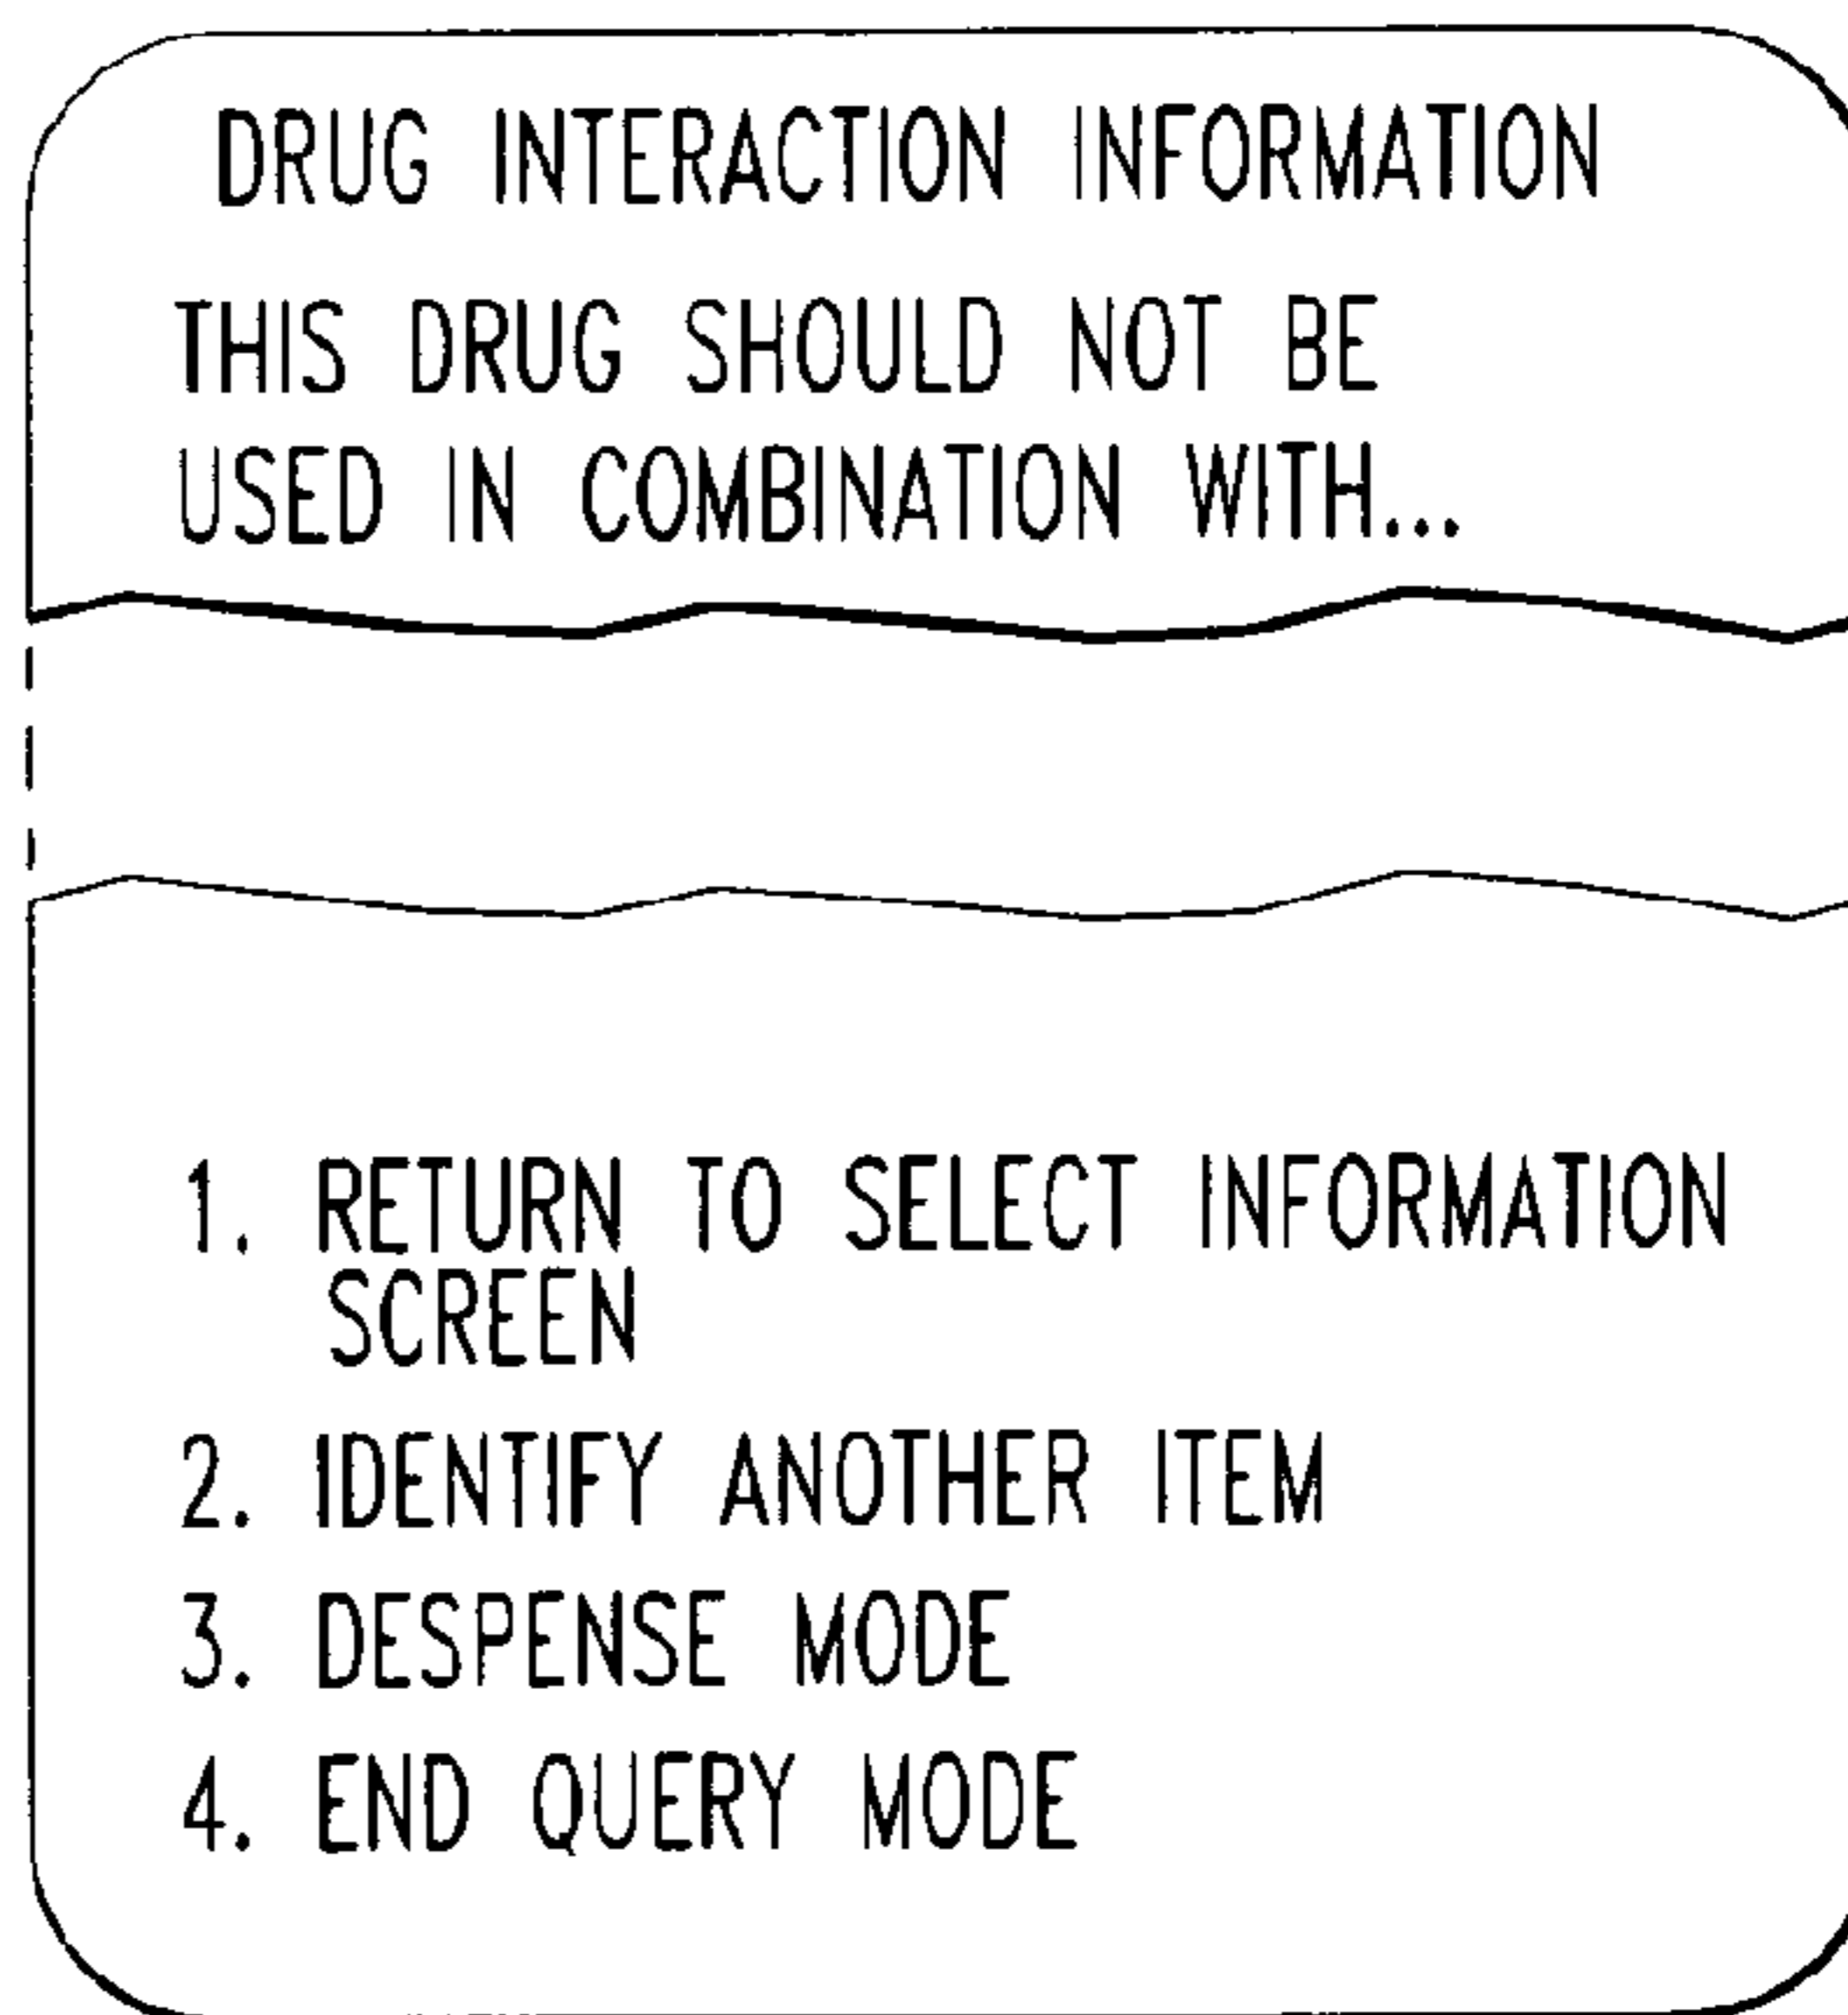 DRUG INTERACTION INFORMATION
THIS DRUG SHOULD NOT BE
USED IN COMBINATION WITH...
1. RETURN TO SELECT INFORMATION
SCREEN
2. IDENTIFY ANOTHER ITEM
3. DESPENSE MODE
4. END QUERY MODE